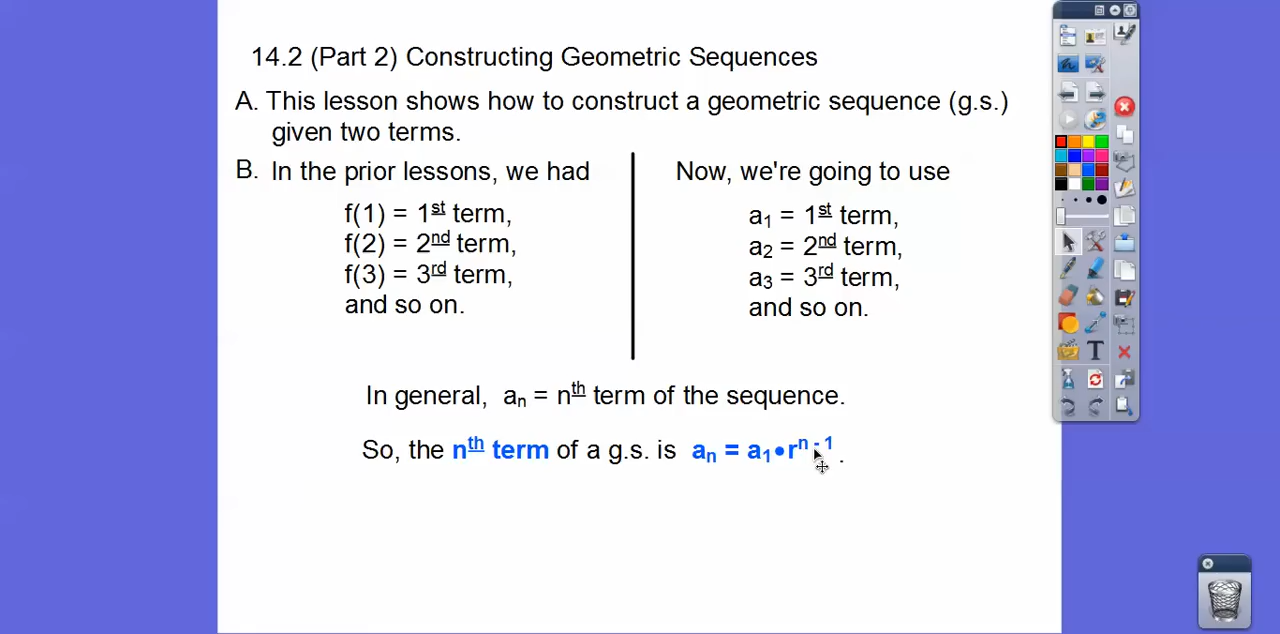 14.2 (Part 2) Constructing Geometric Sequences
A. This lesson shows how to construct a geometric sequence (g.s.)
given two terms.
B. In the prior lessons, we had
f(1) = 1st term,
f(2) = 2nd term,
f(3) = 3rd term,
and so on.
Now, we're going to use
a₁ = 1st term,
a₂ = 2nd term,
a₃ = 3rd term,
and so on.
In general, aₙ = nth term of the sequence.
So, the nth term of a g.s. is aₙ = a₁•rⁿ⁻¹.